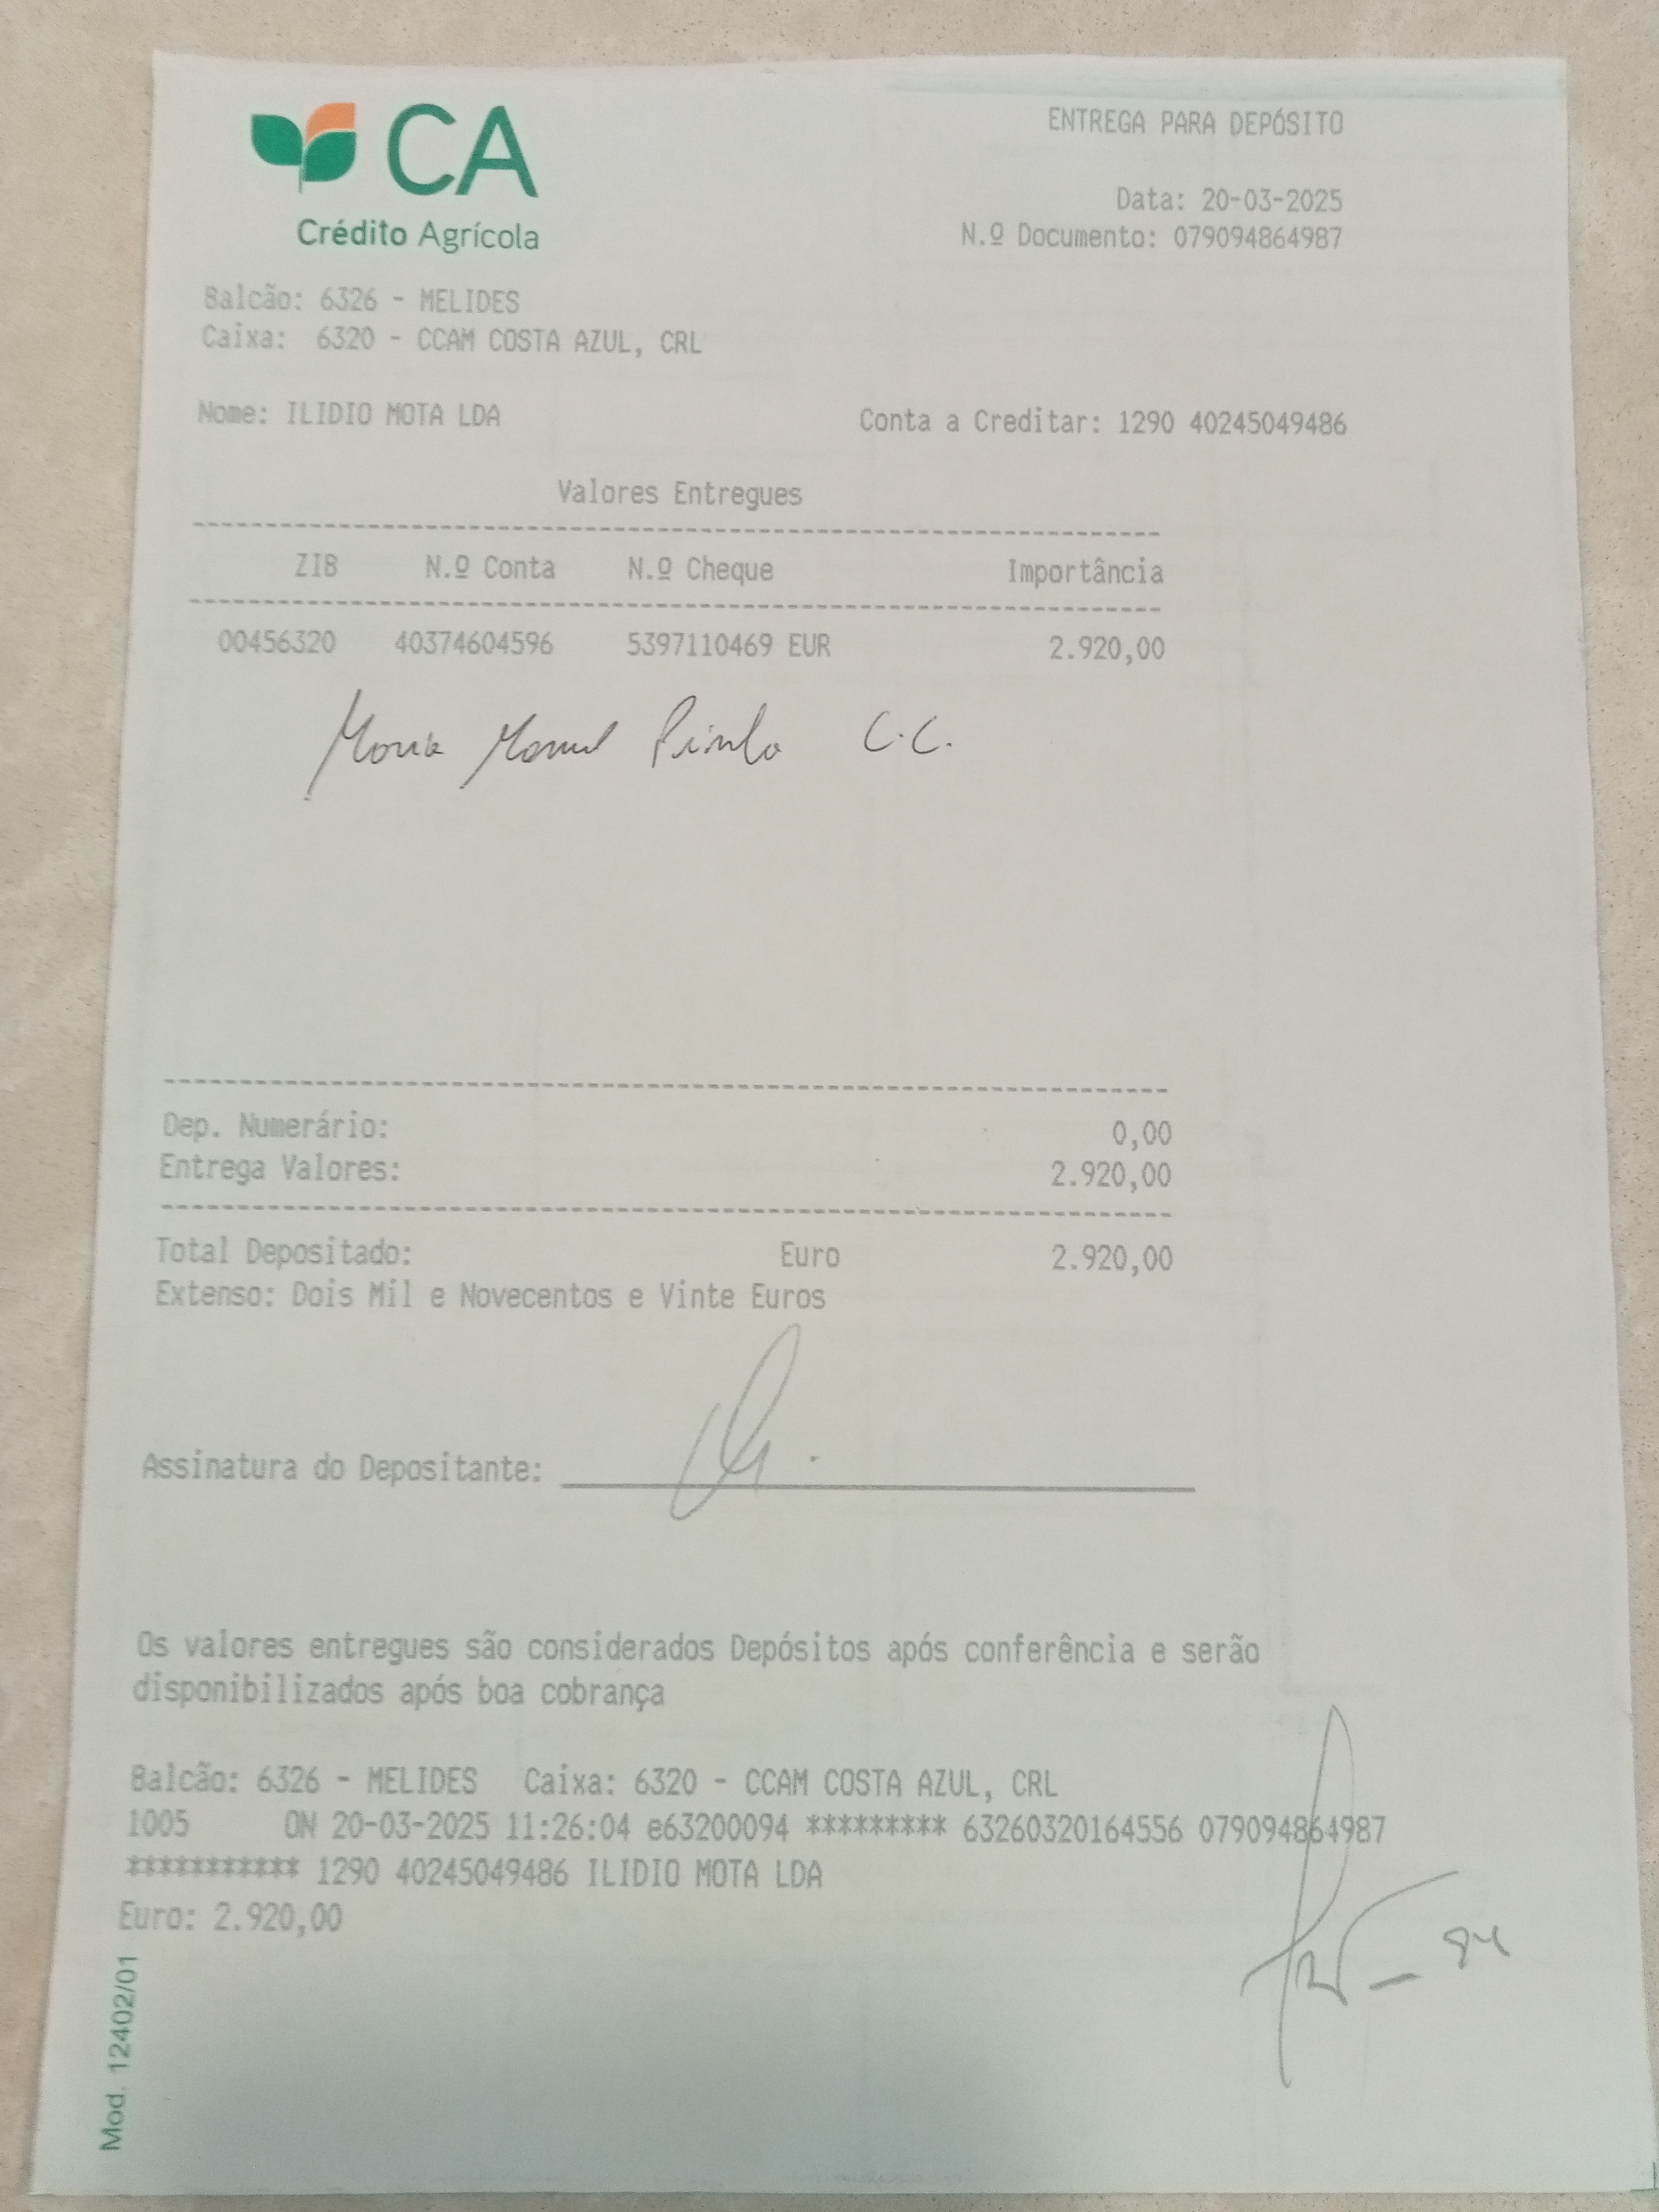 CA
Crédito Agrícola
ENTREGA PARA DEPÓSITO
Data: 20-03-2025
N.º Documento: 079094864987
Balcão: 6326 - MELIDES
Caixa: 6320 - CCAM COSTA AZUL, CRL
Nome: ILIDIO MOTA LDA Conta a Creditar: 1290 40245049486
Valores Entregues
ZIB N.º Conta N.º Cheque Importância
00456320 40374604596 5397110469 EUR 2.920,00
Maria Manuel Pinela C.C.
Dep. Numerário: 0,00
Entrega Valores: 2.920,00
Total Depositado: Euro 2.920,00
Extenso: Dois Mil e Novecentos e Vinte Euros
Assinatura do Depositante:
Os valores entregues são considerados Depósitos após conferência e serão
disponibilizados após boa cobrança
Balcão: 6326 - MELIDES Caixa: 6320 - CCAM COSTA AZUL, CRL
1005 ON 20-03-2025 11:26:04 e63200094 ********* 63260320164556 079094864987
*********** 1290 40245049486 ILIDIO MOTA LDA
Euro: 2.920,00
Mod. 12402/01